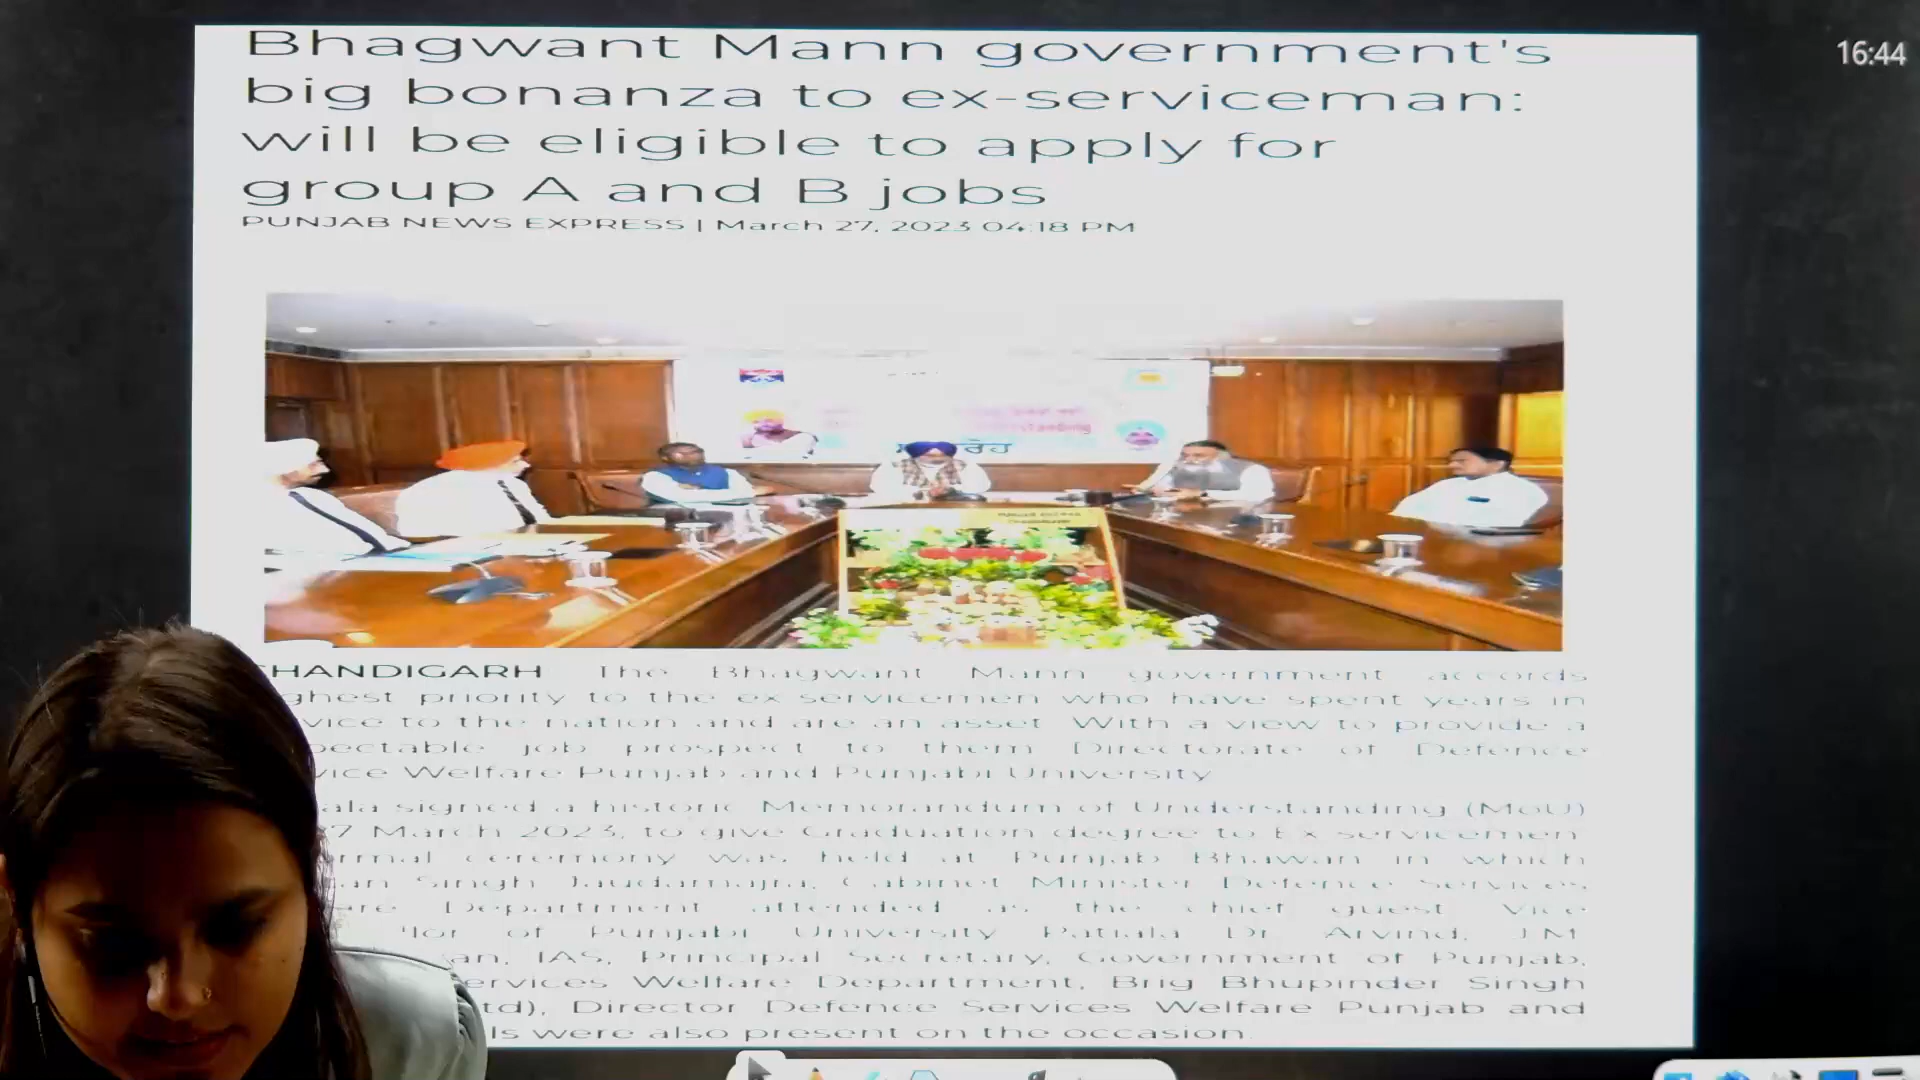 Bhagwant Mann government's
big bonanza to ex-serviceman:
will be eligible to apply for
group A and B jobs
PUNJAB NEWS EXPRESS | March 27, 2023 04:18 PM
16:44
HANDIGARH The Bhagwant Mann government accords
ghest priority to the ex servicemen who have spent years in
vice to the nation and are an asset With a view to provide a
pectable job prospect to them Directorate of Defence
vice Welfare Punjab and Punjabi University
ala signed a historic Memorandum of Understanding (MoU)
7 March 2023, to give Graduation degree to Ex servicemen
rmal ceremony was held at Punjab Bhawan in which
an Singh Jaudamajra, Cabinet Minister Defence Services
are Department attended as the chief guest Vice
llor of Punjabi University Patiala Dr Arvind, J.M
an, IAS, Principal Secretary, Government of Punjab,
ervices Welfare Department, Brig Bhupinder Singh
td), Director Defence Services Welfare Punjab and
ls were also present on the occasion.